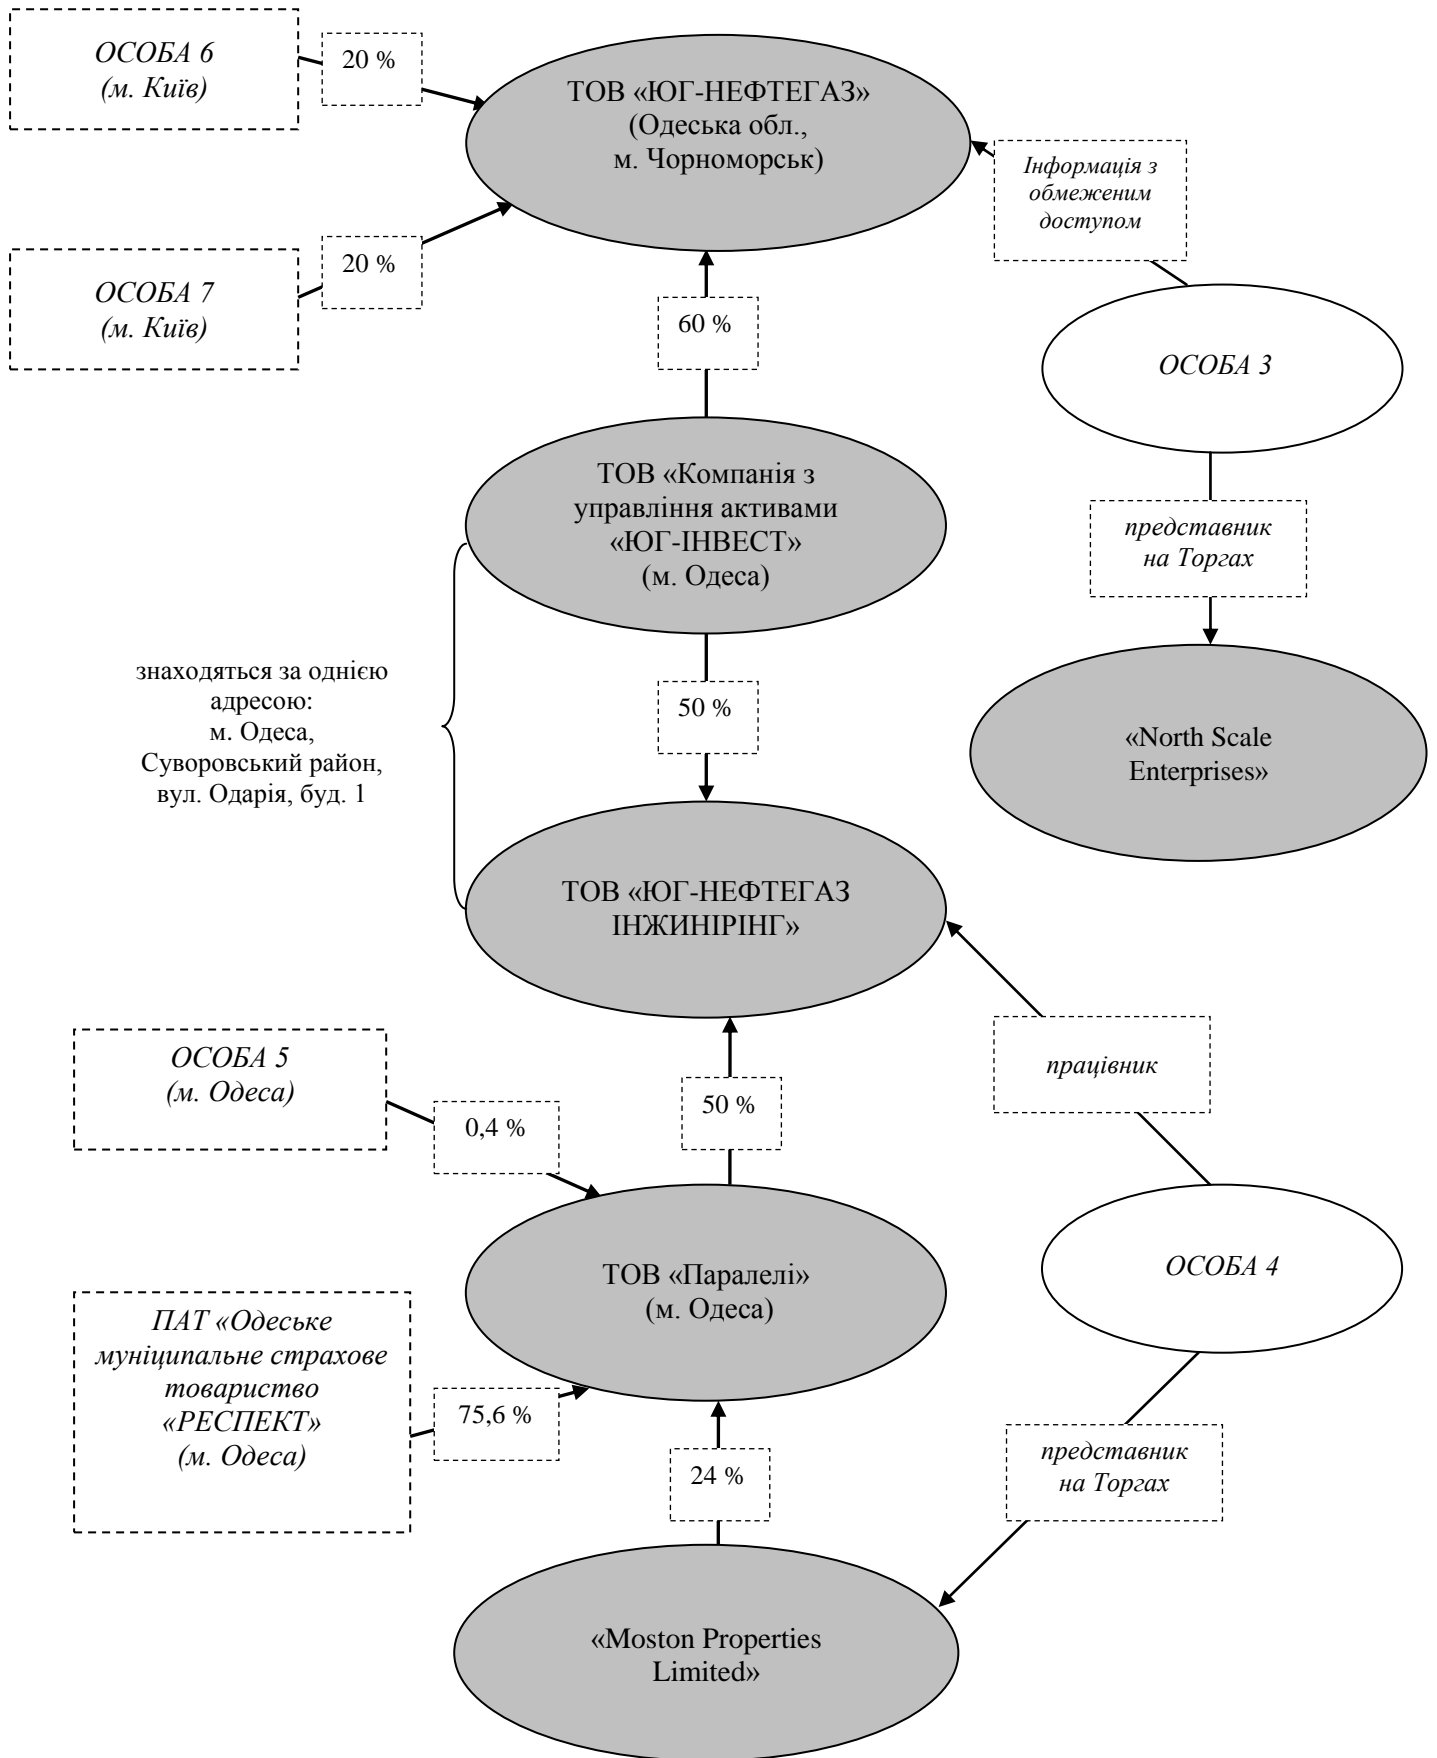 ОСОБА 6
(м. Київ)
20 %
ТОВ «ЮГ-НЕФТЕГАЗ»
(Одеська обл.,
м. Чорноморськ)
Інформація з
обмеженим
доступом
ОСОБА 7
(м. Київ)
20 %
60 %
ОСОБА 3
ТОВ «Компанія з
управління активами
«ЮГ-ІНВЕСТ»
(м. Одеса)
представник
на Торгах
знаходяться за однією
адресою:
м. Одеса,
Суворовський район,
вул. Одарія, буд. 1
50 %
«North Scale
Enterprises»
ТОВ «ЮГ-НЕФТЕГАЗ
ІНЖИНІРІНГ»
ОСОБА 5
(м. Одеса)
0,4 %
50 %
працівник
ТОВ «Паралелі»
(м. Одеса)
ОСОБА 4
ПАТ «Одеське
муніципальне страхове
товариство
«РЕСПЕКТ»
(м. Одеса)
75,6 %
24 %
представник
на Торгах
«Moston Properties
Limited»